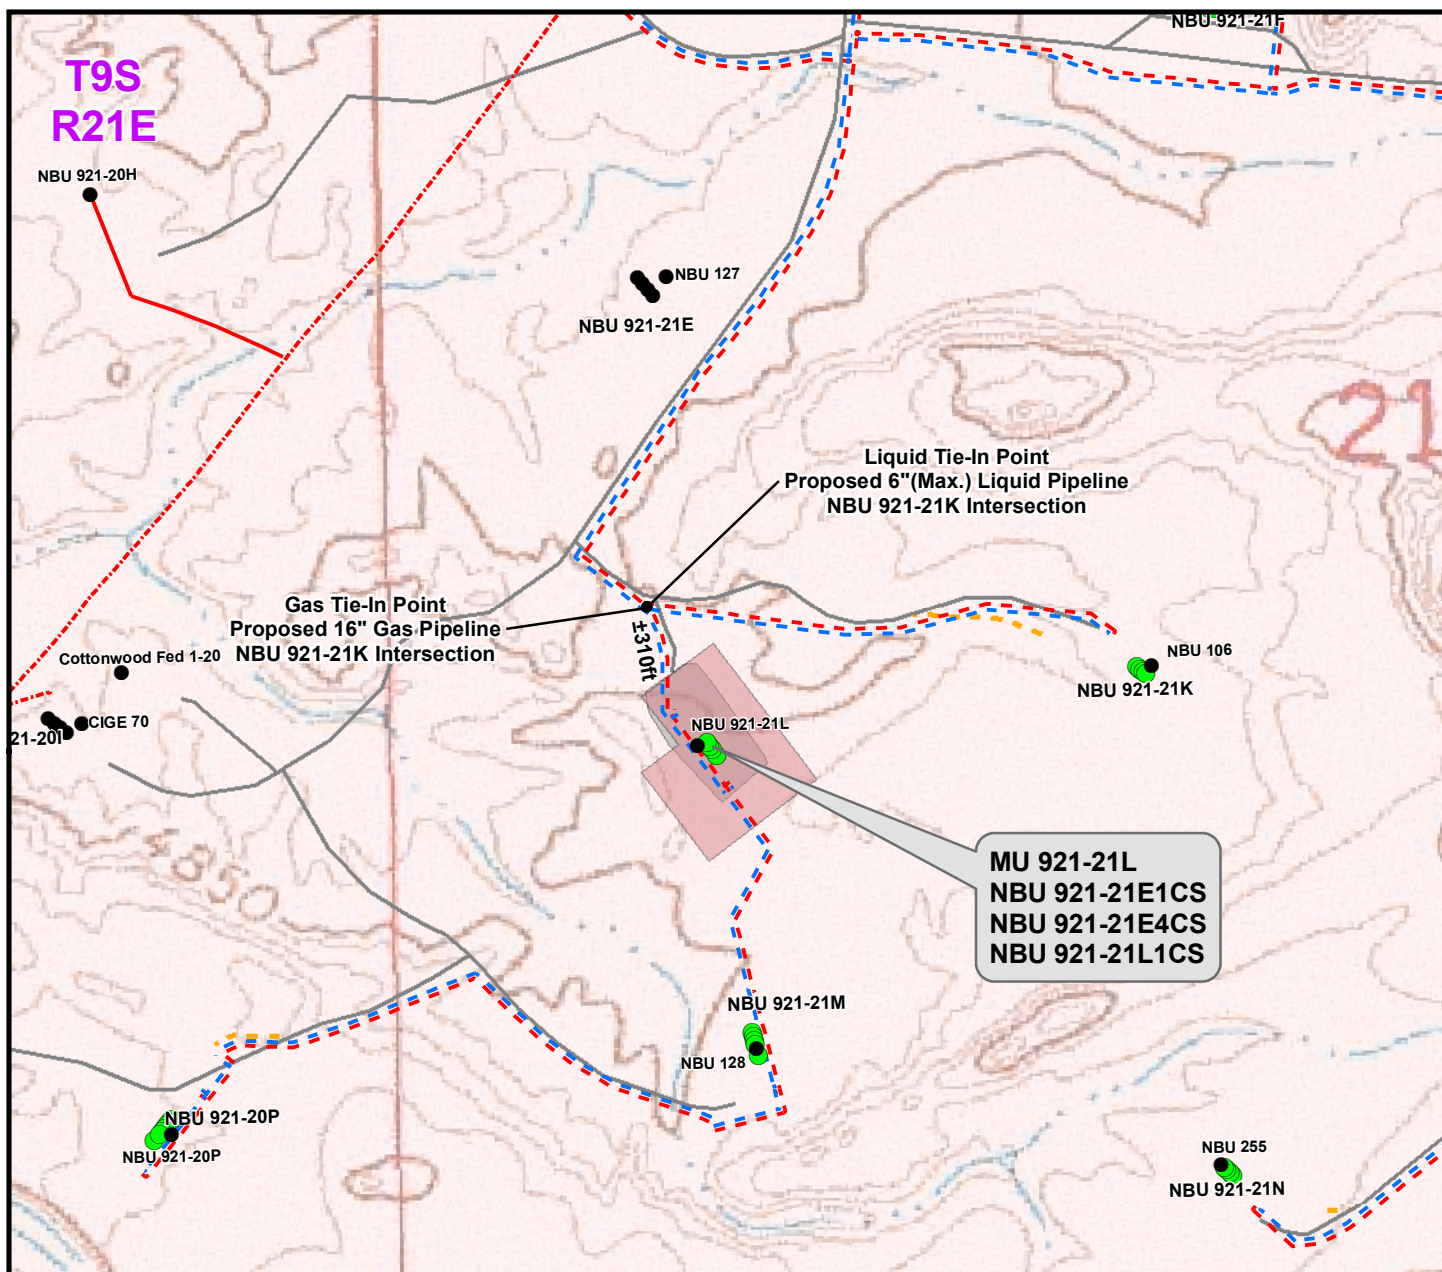 NBU 921-21F
T9S
R21E
NBU 920-20H
NBU 127
NBU 921-21E
21
Liquid Tie-In Point
Proposed 6"(Max.) Liquid Pipeline
NBU 921-21K Intersection
Gas Tie-In Point
Proposed 16" Gas Pipeline
NBU 921-21K Intersection
±310ft
Cottonwood Fed 1-20
NBU 106
NBU 921-21K
CIGE 70
21-20I
NBU 921-21L
4850
MU 921-21L
NBU 921-21E1CS
NBU 921-21E4CS
NBU 921-21L1CS
NBU 921-21M
NBU 128
NBU 921-20P
NBU 921-20P
NBU 255
NBU 921-21N